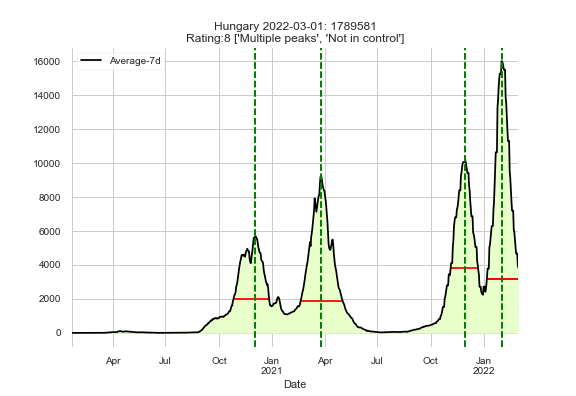 Hungary 2022-03-01: 1789581
Rating:8 ['Multiple peaks', 'Not in control']
Average-7d
16000
14000
12000
10000
8000
6000
4000
2000
0
Apr Jul Oct Jan Apr Jul Oct Jan
2021 2022
Date